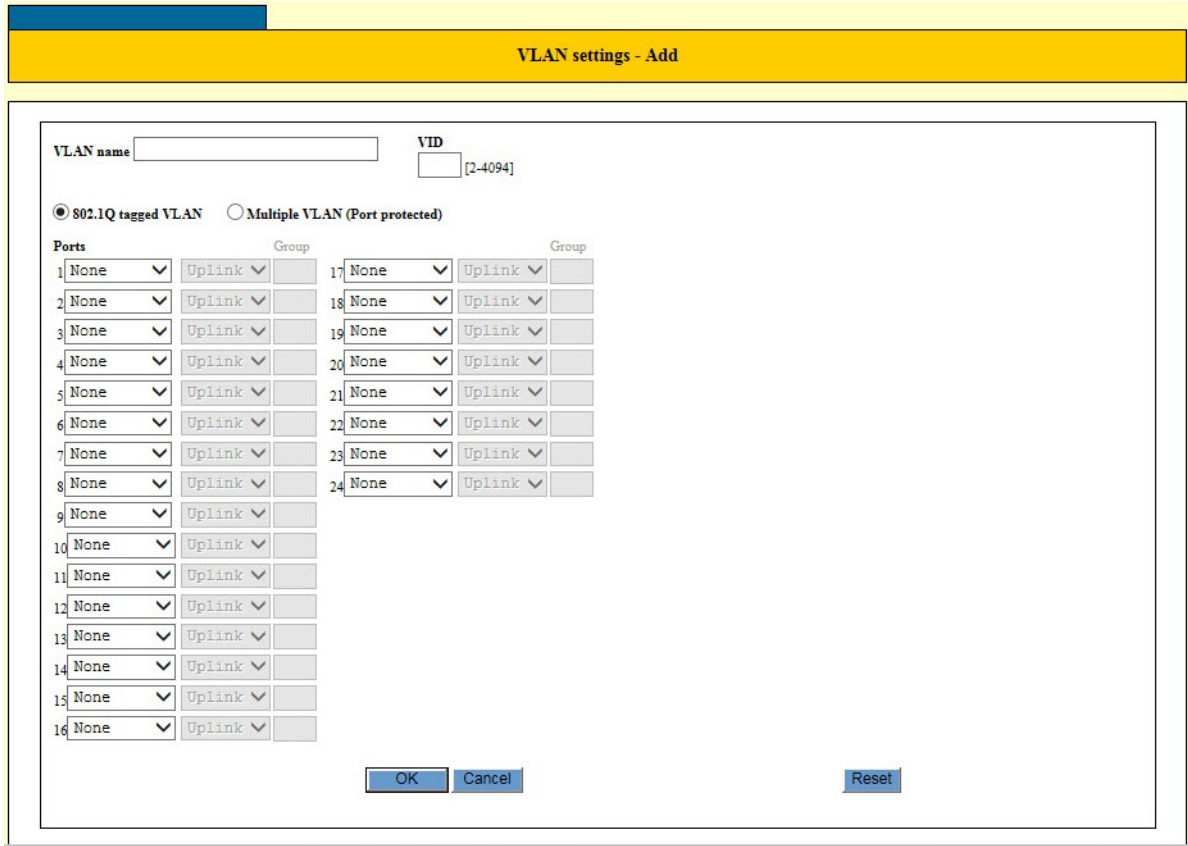 VLAN settings - Add
VLAN name VID
[2-4094]
802.1Q tagged VLAN Multiple VLAN (Port protected)
Ports Group Group
1 None Uplink 17 None Uplink
2 None Uplink 18 None Uplink
3 None Uplink 19 None Uplink
4 None Uplink 20 None Uplink
5 None Uplink 21 None Uplink
6 None Uplink 22 None Uplink
7 None Uplink 23 None Uplink
8 None Uplink 24 None Uplink
9 None Uplink
10 None Uplink
11 None Uplink
12 None Uplink
13 None Uplink
14 None Uplink
15 None Uplink
16 None Uplink
OK Cancel Reset